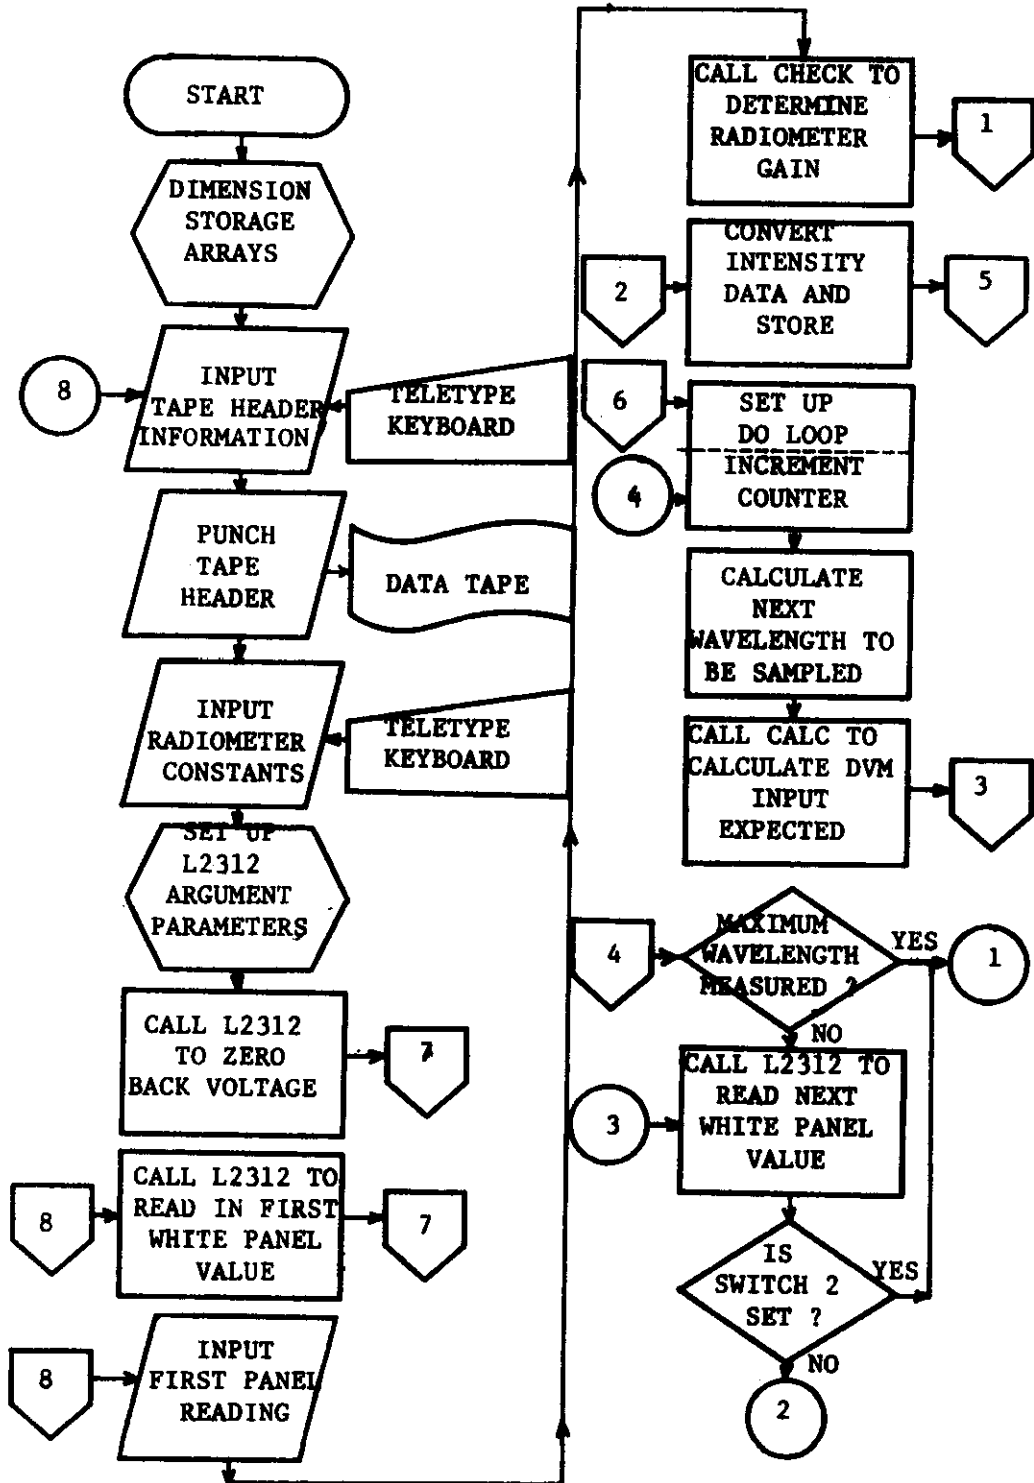 START
DIMENSION
STORAGE
ARRAYS
8
INPUT
TAPE HEADER
INFORMATION
TELETYPE
KEYBOARD
PUNCH
TAPE
HEADER
DATA TAPE
INPUT
RADIOMETER
CONSTANTS
TELETYPE
KEYBOARD
SET UP
L2312
ARGUMENT
PARAMETERS
CALL L2312
TO ZERO
BACK VOLTAGE
7
8
CALL L2312 TO
READ IN FIRST
WHITE PANEL
VALUE
7
8
INPUT
FIRST PANEL
READING
CALL CHECK TO
DETERMINE
RADIOMETER
GAIN
1
2
CONVERT
INTENSITY
DATA AND
STORE
5
6
SET UP
DO LOOP
INCREMENT
COUNTER
4
CALCULATE
NEXT
WAVELENGTH TO
BE SAMPLED
CALL CALC TO
CALCULATE DVM
INPUT
EXPECTED
3
4
MAXIMUM
WAVELENGTH
MEASURED ?
YES
1
NO
3
CALL L2312 TO
READ NEXT
WHITE PANEL
VALUE
IS
SWITCH 2
SET ?
YES
NO
2